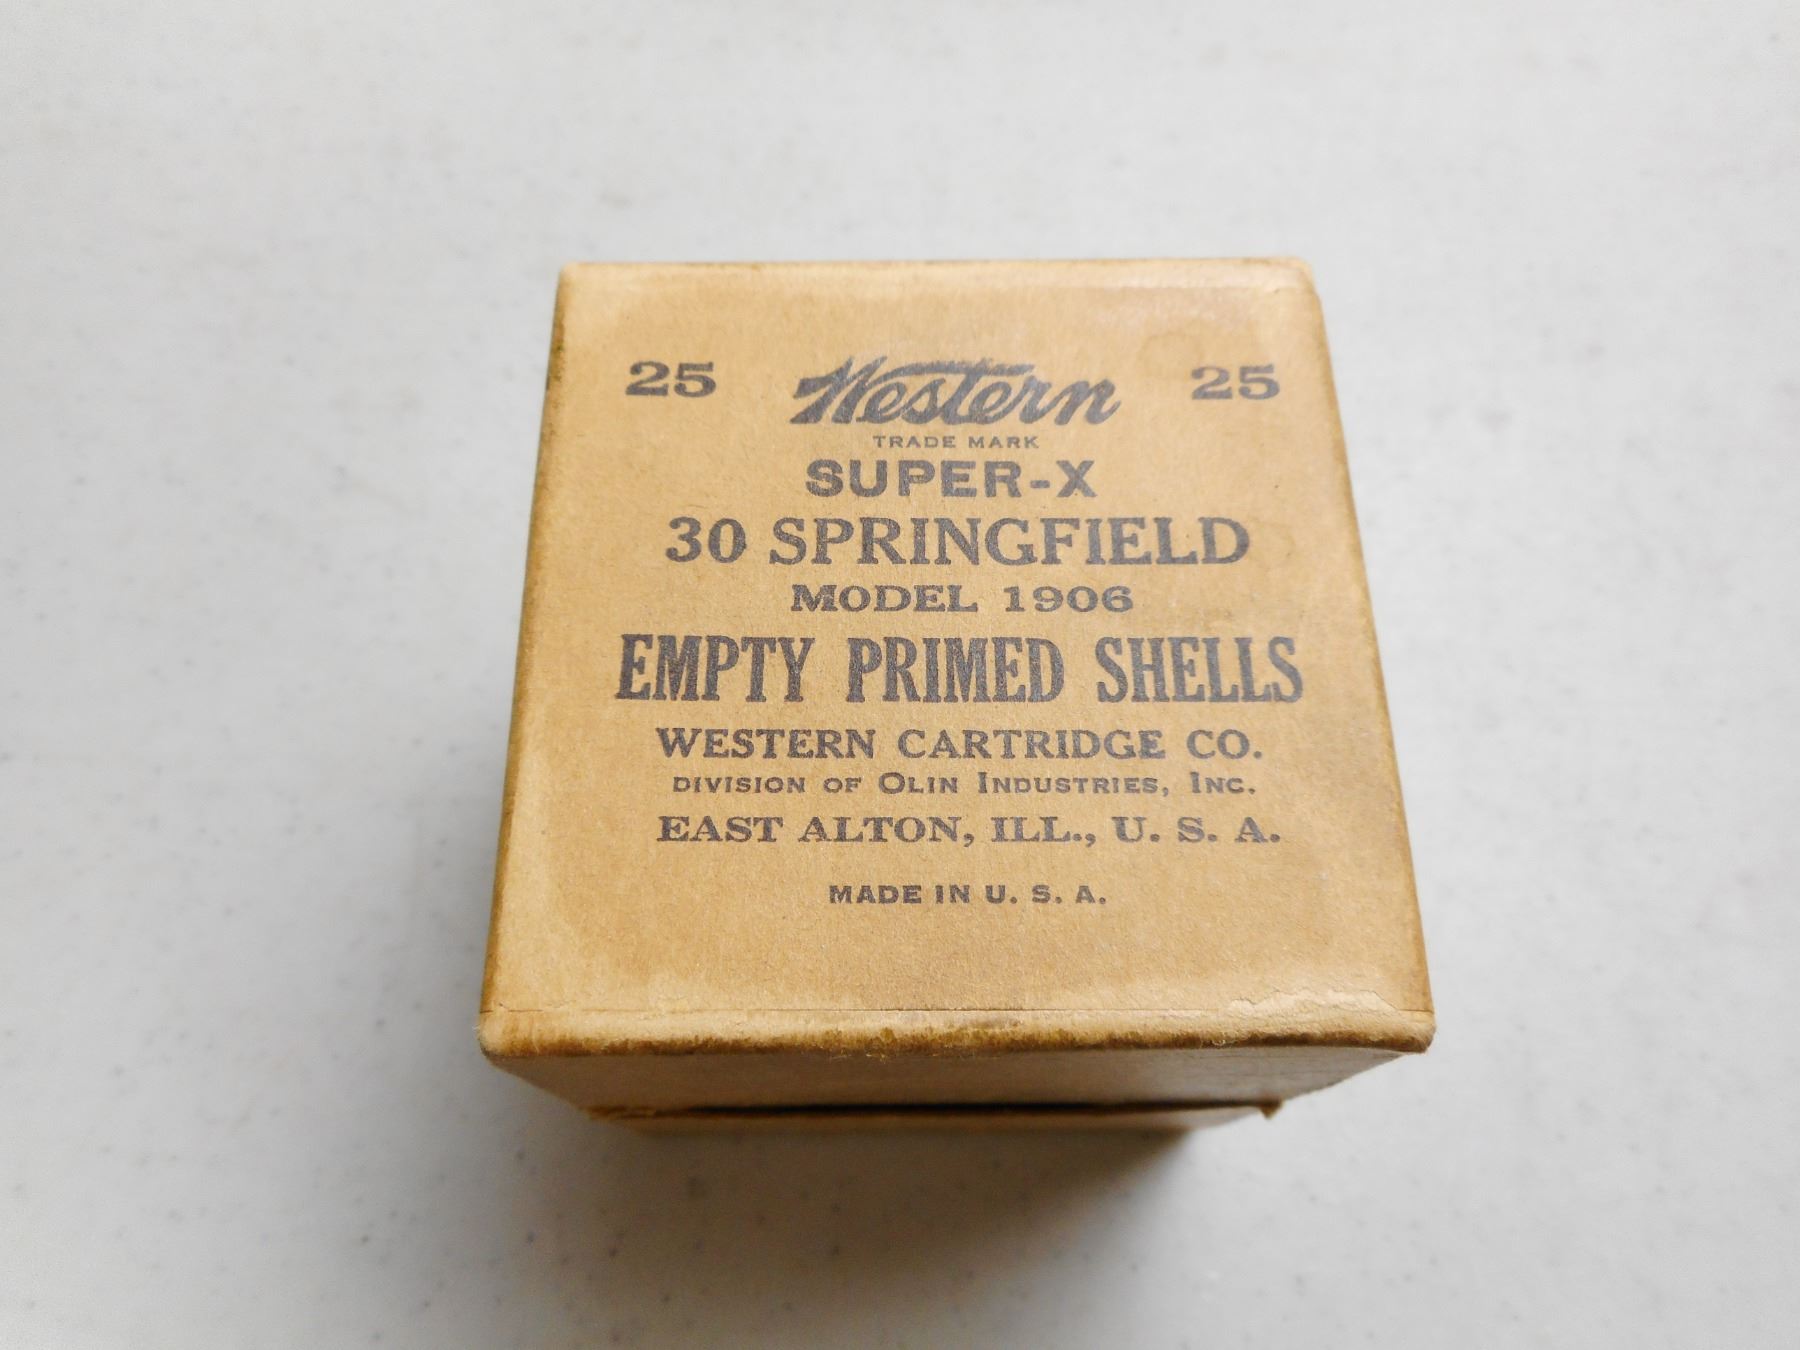 25 Western 25
TRADE MARK
SUPER-X
30 SPRINGFIELD
MODEL 1906
EMPTY PRIMED SHELLS
WESTERN CARTRIDGE CO.
DIVISION OF OLIN INDUSTRIES, INC.
EAST ALTON, ILL., U. S. A.
MADE IN U. S. A.